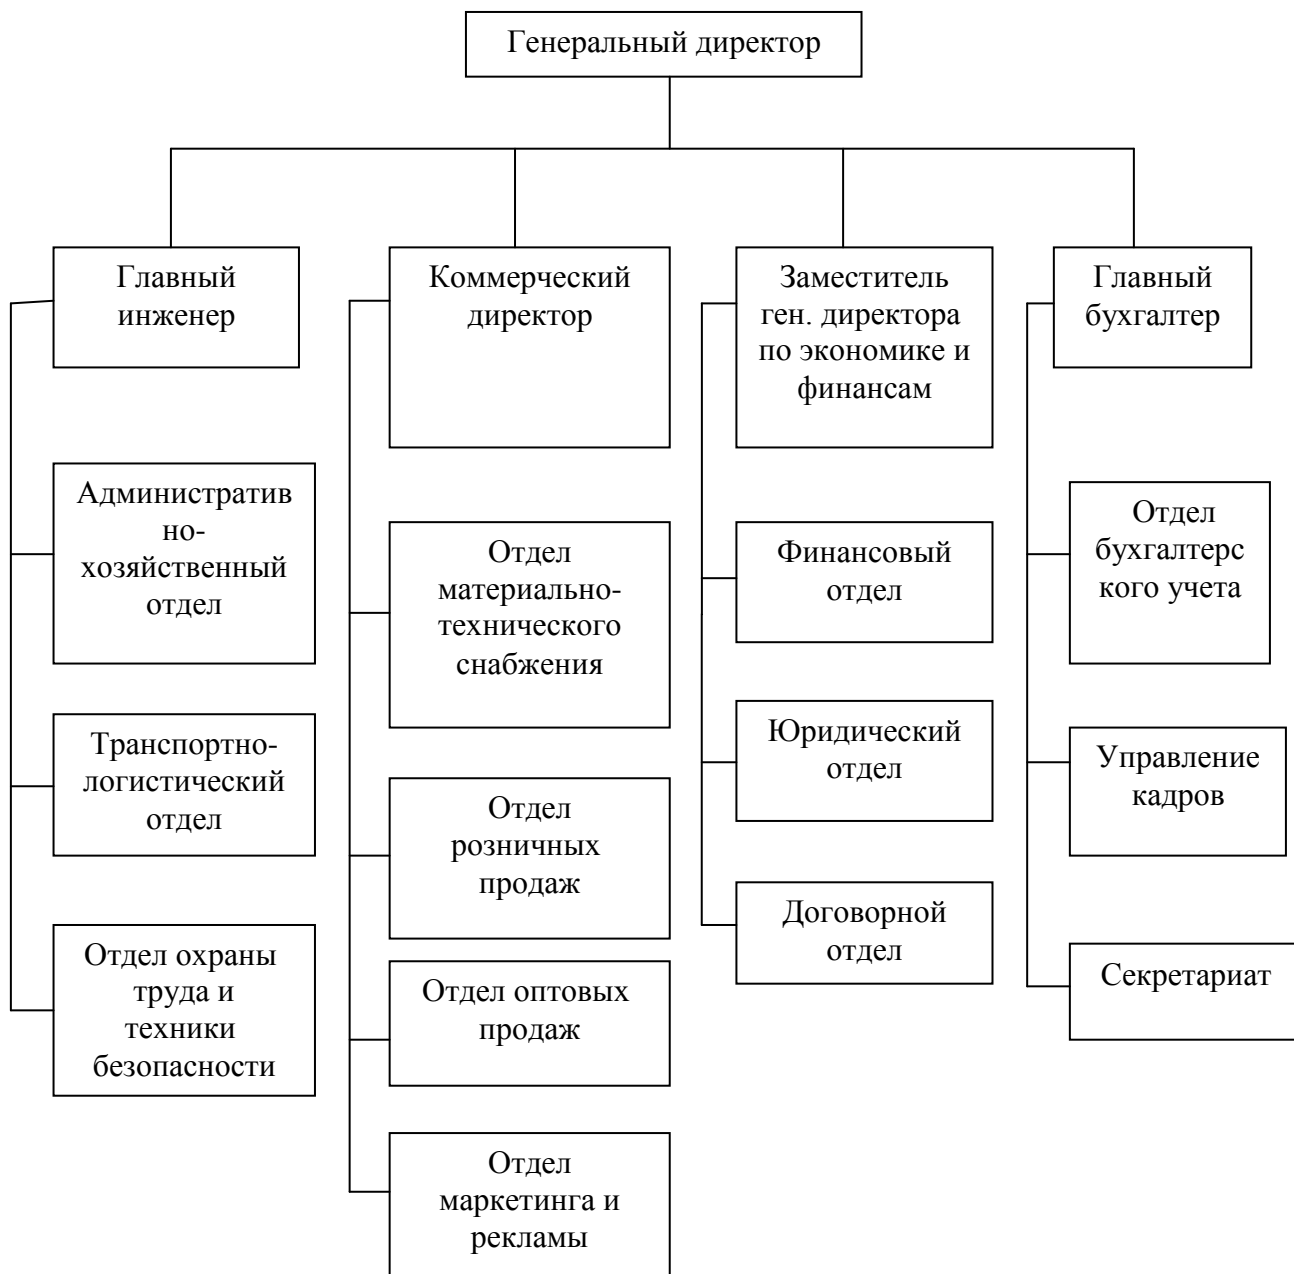 Генеральный директор
Главный
инженер
Коммерческий
директор
Заместитель
ген. директора
по экономике и
финансам
Главный
бухгалтер
Административ
но-
хозяйственный
отдел
Отдел
материально-
технического
снабжения
Финансовый
отдел
Отдел
бухгалтерс
кого учета
Транспортно-
логистический
отдел
Отдел
розничных
продаж
Юридический
отдел
Управление
кадров
Отдел охраны
труда и
техники
безопасности
Отдел оптовых
продаж
Договорной
отдел
Секретариат
Отдел
маркетинга и
рекламы